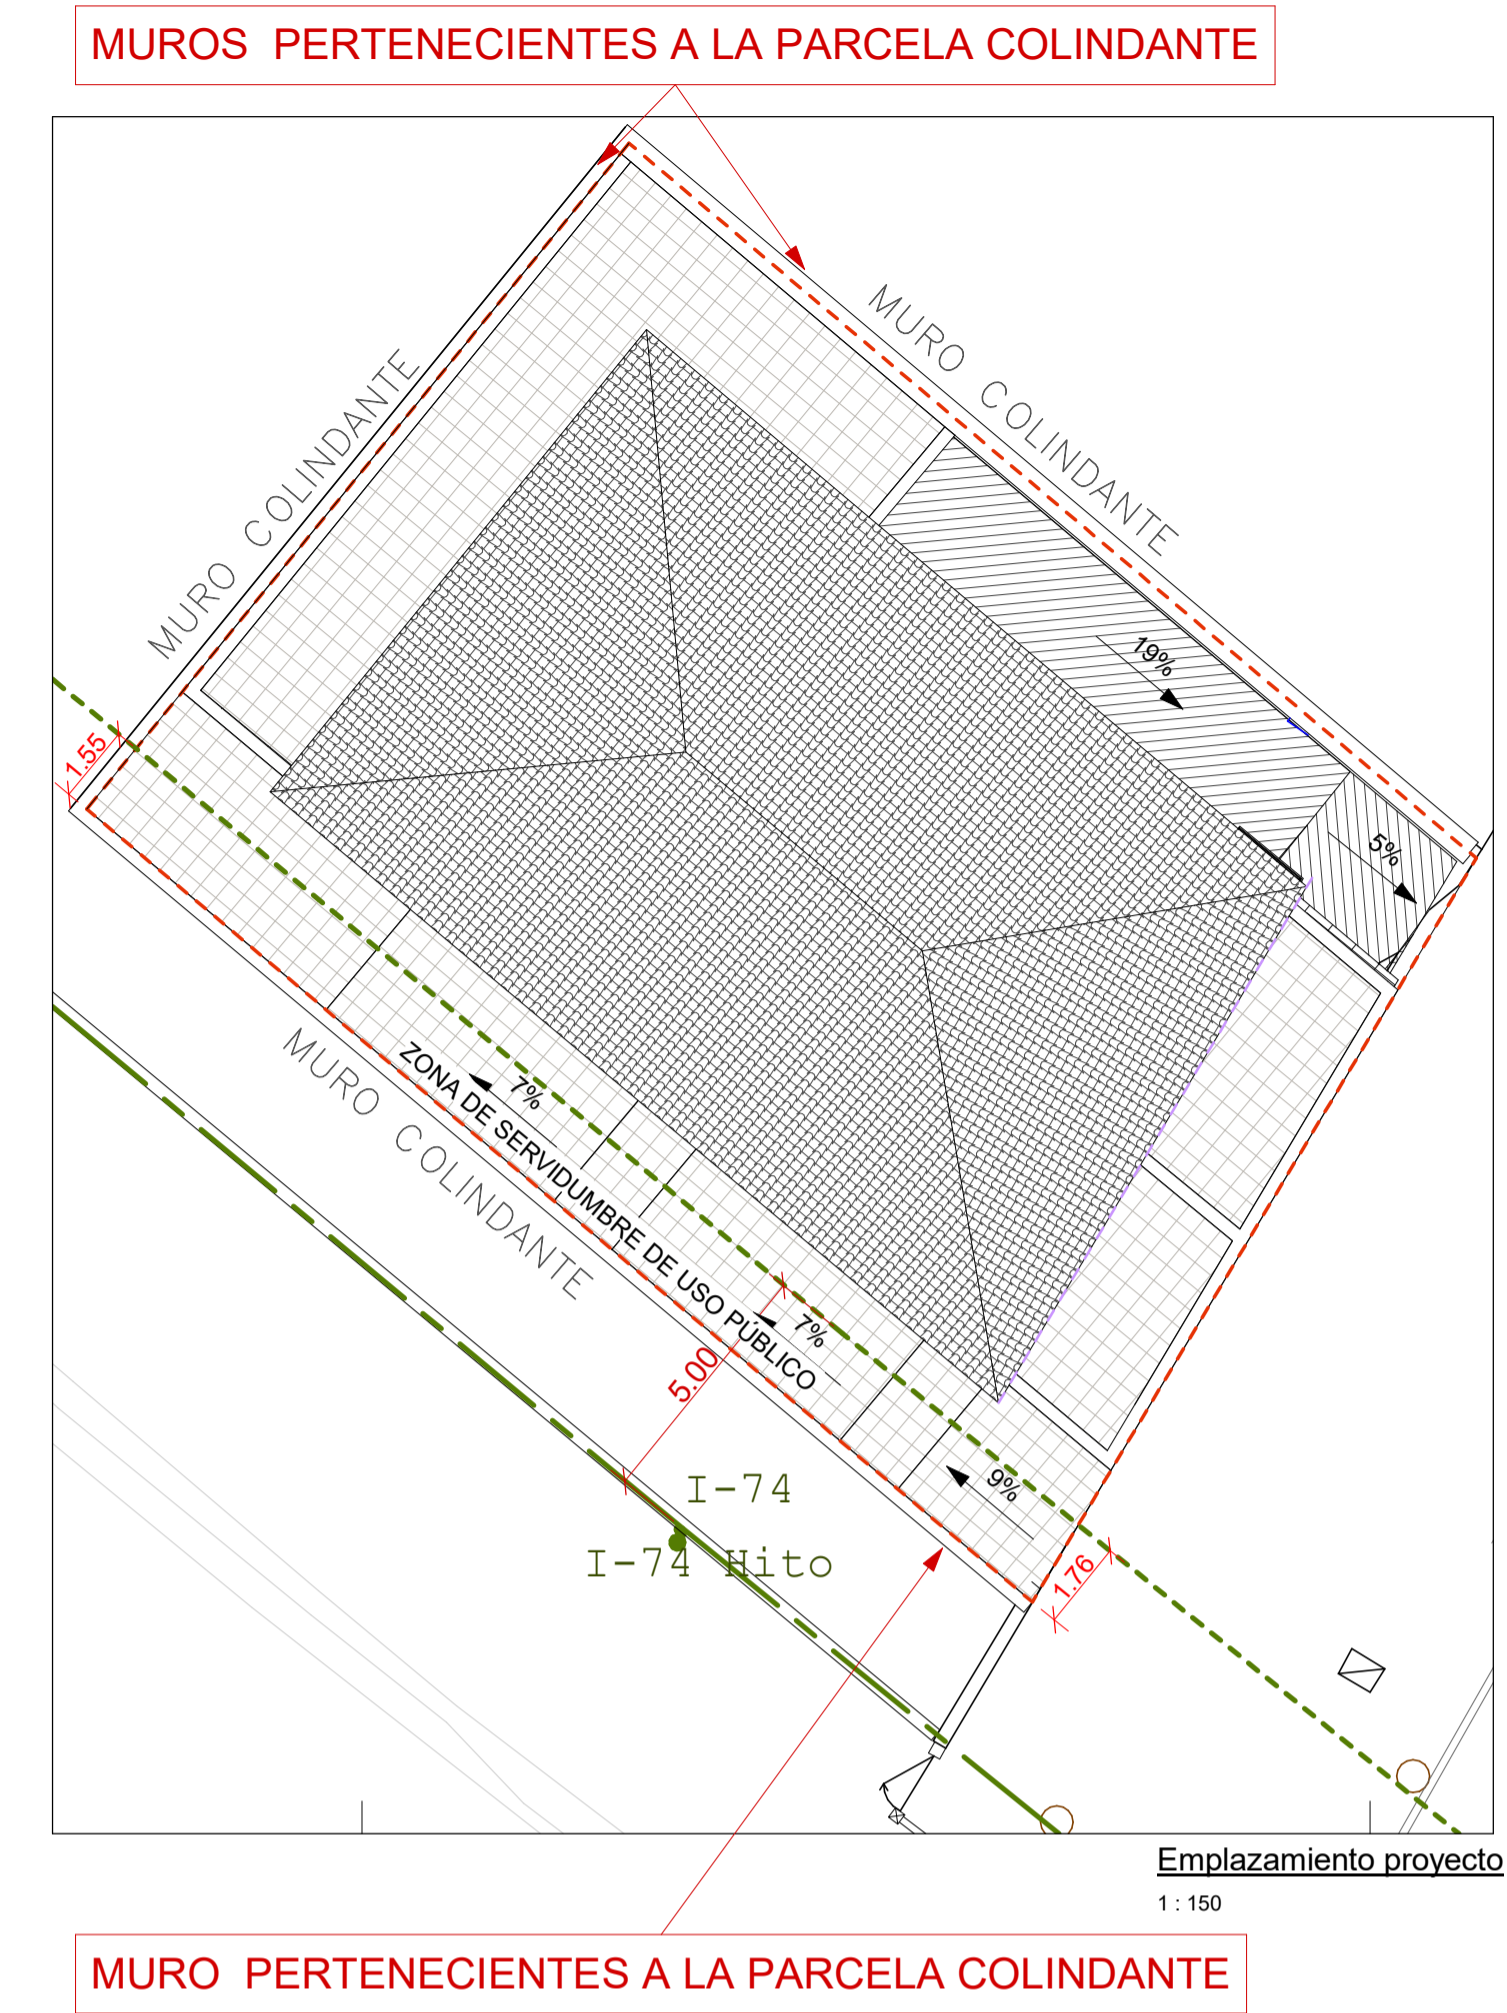 MUROS PERTENECIENTES A LA PARCELA COLINDANTE
MURO COLINDANTE
MURO COLINDANTE
19%
1.55
5%
7%
ZONA DE SERVIDUMBRE DE USO PÚBLICO
MURO COLINDANTE
7%
5.00
I-74
9%
I-74 Hito
1.76
Emplazamiento proyecto
1 : 150
MURO PERTENECIENTES A LA PARCELA COLINDANTE